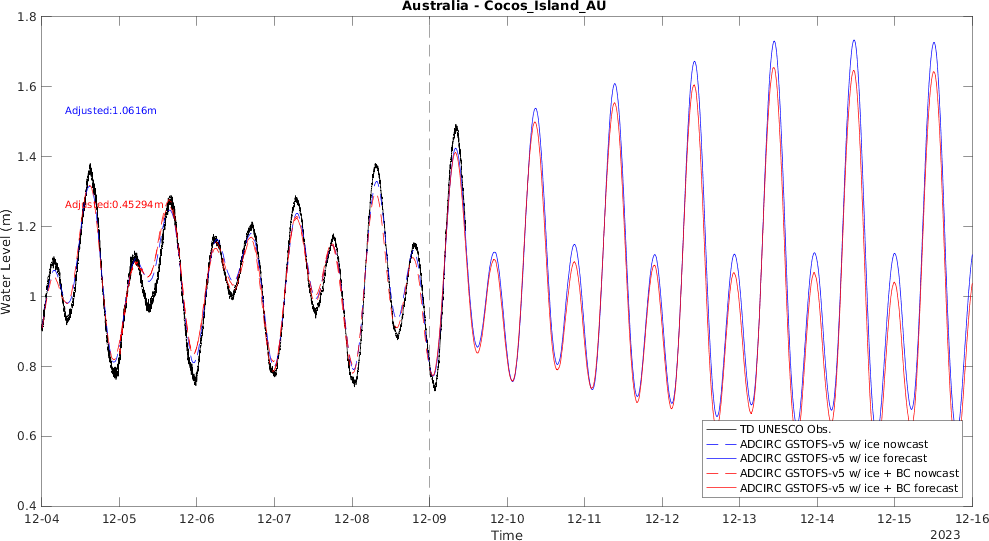 Australia - Cocos_Island_AU
Water Level (m)
1.8
1.6
1.4
1.2
1
0.8
0.6
0.4
Adjusted:1.0616m
Adjusted:0.45294m
TD UNESCO Obs.
ADCIRC GSTOFS-v5 w/ ice nowcast
ADCIRC GSTOFS-v5 w/ ice forecast
ADCIRC GSTOFS-v5 w/ ice + BC nowcast
ADCIRC GSTOFS-v5 w/ ice + BC forecast
12-04 12-05 12-06 12-07 12-08 12-09 12-10 12-11 12-12 12-13 12-14 12-15 12-16
Time
2023